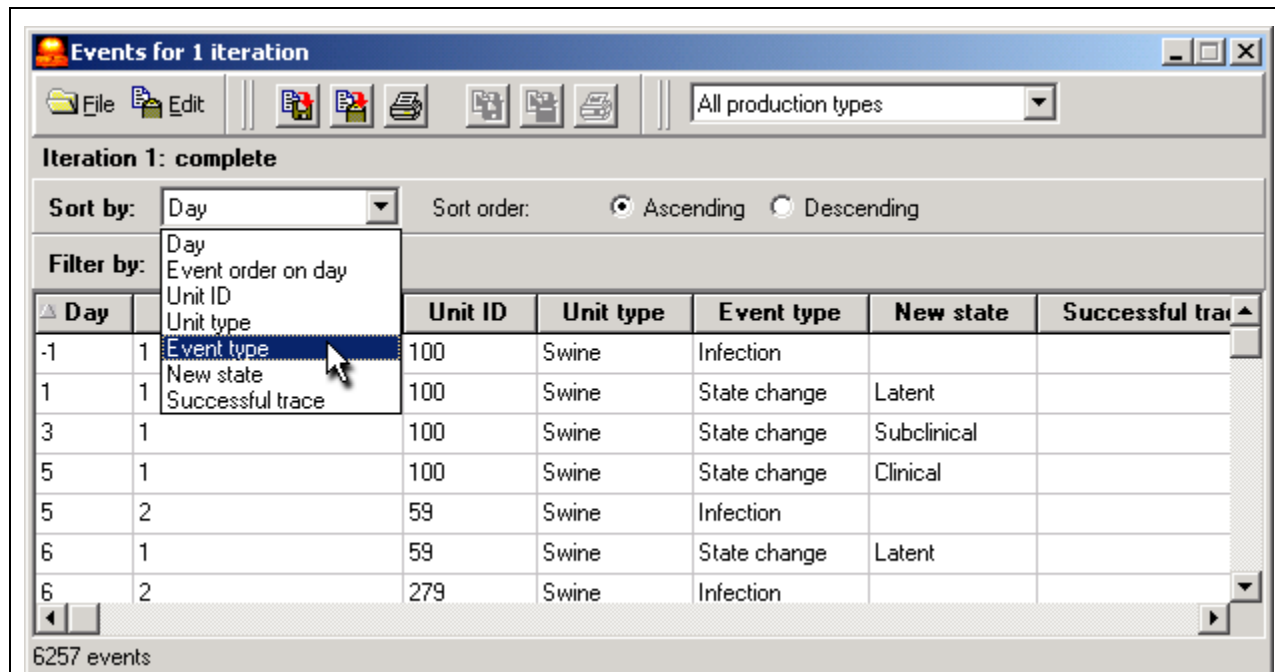 Events for 1 iteration
File Edit All production types
Iteration 1: complete
Sort by: Day Sort order: Ascending Descending
Filter by:
Day
Event order on day
Unit ID
Unit type
Event type
New state
Successful trace
Day Unit ID Unit type Event type New state Successful trac
-1 1 100 Swine Infection
1 1 100 Swine State change Latent
3 1 100 Swine State change Subclinical
5 1 100 Swine State change Clinical
5 2 59 Swine Infection
6 1 59 Swine State change Latent
6 2 279 Swine Infection
6257 events